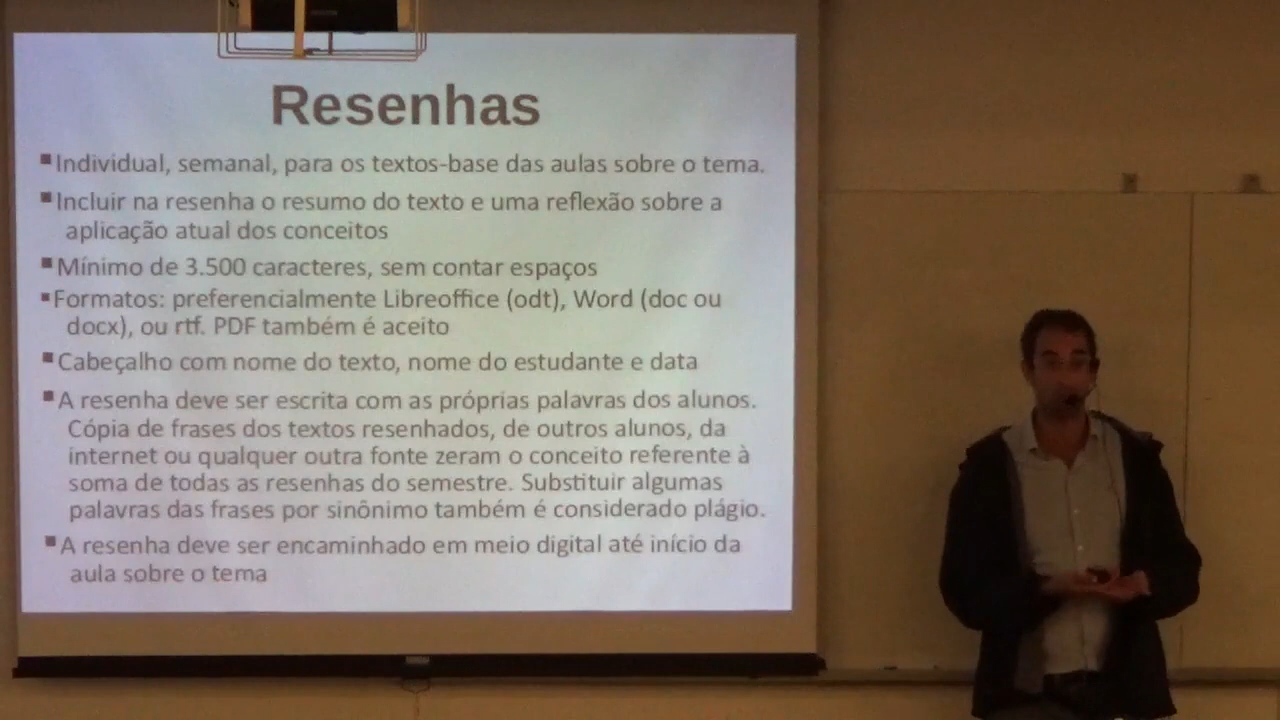 Resenhas
▪Individual, semanal, para os textos-base das aulas sobre o tema.
▪Incluir na resenha o resumo do texto e uma reflexão sobre a
aplicação atual dos conceitos
▪Mínimo de 3.500 caracteres, sem contar espaços
▪Formatos: preferencialmente Libreoffice (odt), Word (doc ou
docx), ou rtf. PDF também é aceito
▪Cabeçalho com nome do texto, nome do estudante e data
▪A resenha deve ser escrita com as próprias palavras dos alunos.
Cópia de frases dos textos resenhados, de outros alunos, da
internet ou qualquer outra fonte zeram o conceito referente à
soma de todas as resenhas do semestre. Substituir algumas
palavras das frases por sinônimo também é considerado plágio.
▪A resenha deve ser encaminhado em meio digital até início da
aula sobre o tema